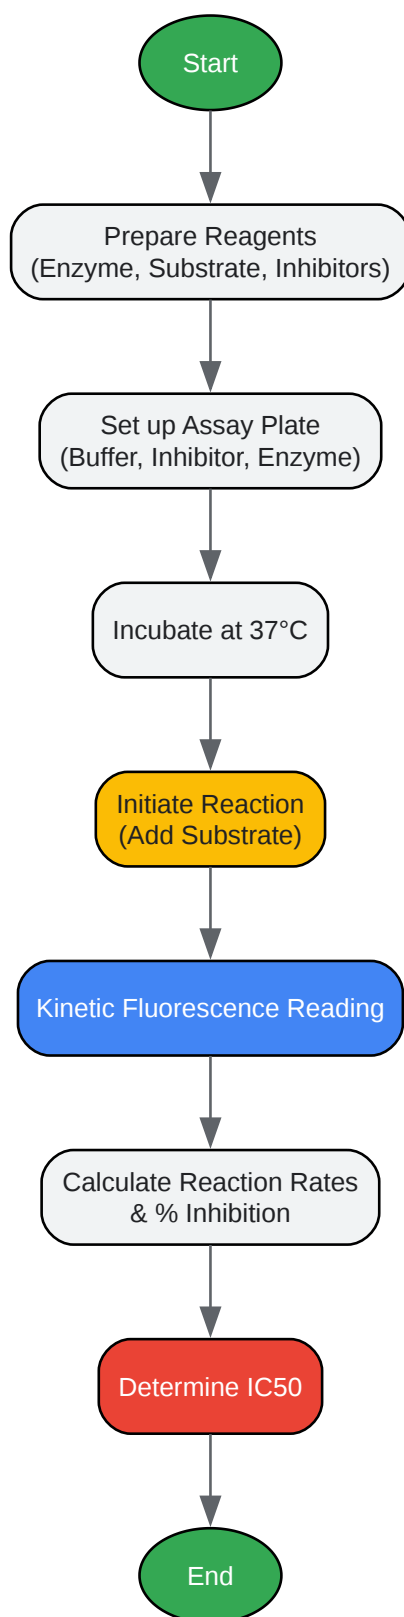 Start
Prepare Reagents
(Enzyme, Substrate, Inhibitors)
Set up Assay Plate
(Buffer, Inhibitor, Enzyme)
Incubate at 37°C
Initiate Reaction
(Add Substrate)
Kinetic Fluorescence Reading
Calculate Reaction Rates
& % Inhibition
Determine IC50
End